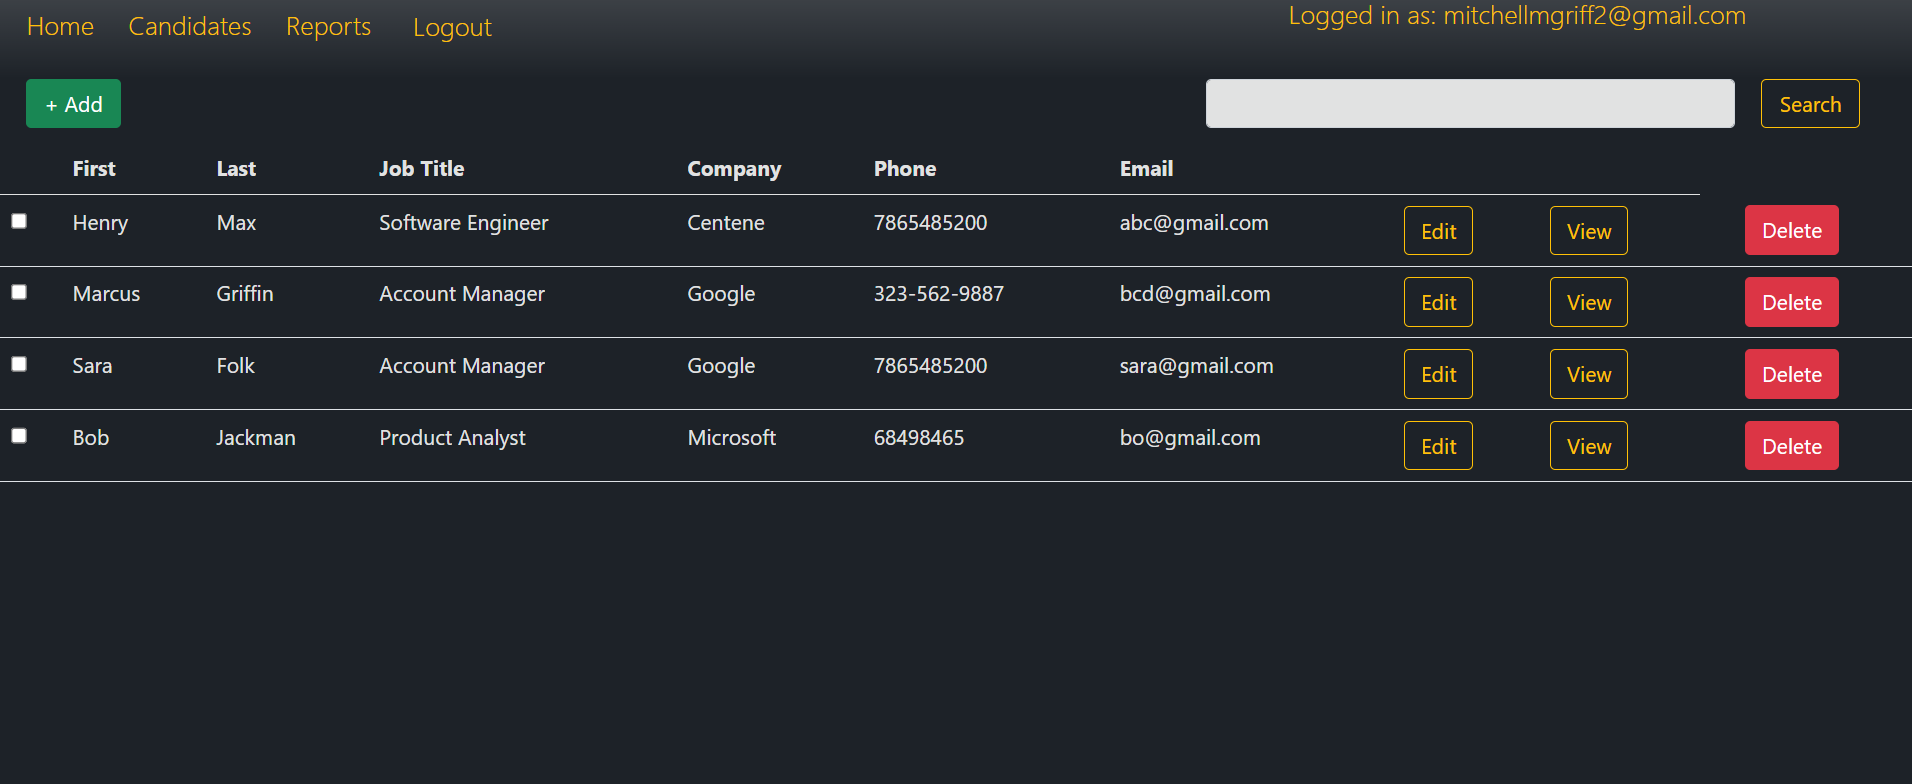 Home Candidates Reports Logout Logged in as: mitchellmgriff2@gmail.com
+ Add Search
First Last Job Title Company Phone Email
Henry Max Software Engineer Centene 7865485200 abc@gmail.com Edit View Delete
Marcus Griffin Account Manager Google 323-562-9887 bcd@gmail.com Edit View Delete
Sara Folk Account Manager Google 7865485200 sara@gmail.com Edit View Delete
Bob Jackman Product Analyst Microsoft 68498465 bo@gmail.com Edit View Delete